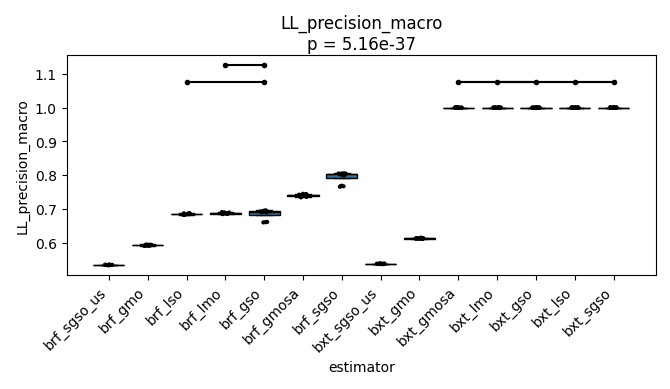 LL_precision_macro
p = 5.16e-37
LL_precision_macro
1.1
1.0
0.9
0.8
0.7
0.6
brf_sgso_us
brf_gmo
brf_lso
brf_lmo
brf_gso
brf_gmosa
brf_sgso
bxt_sgso_us
bxt_gmo
bxt_gmosa
bxt_lmo
bxt_gso
bxt_lso
bxt_sgso
estimator